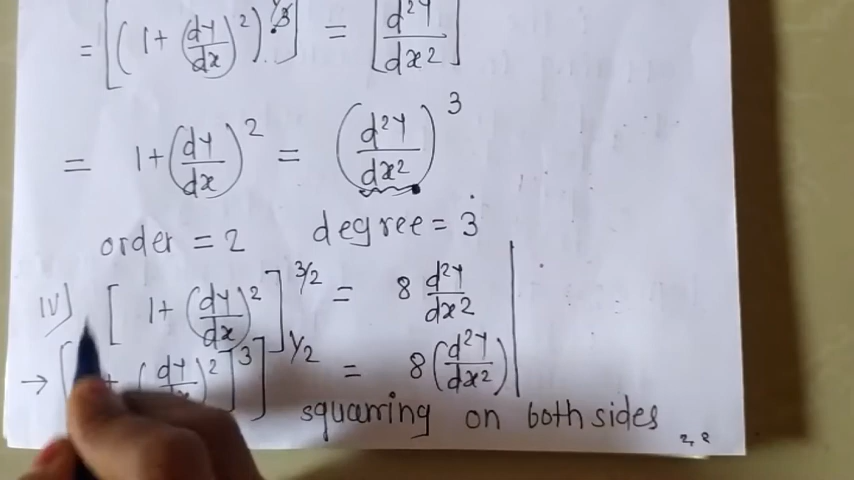 = [(1+(dy/dx)²)^1/3] = [d²y/dx²]
= 1+(dy/dx)² = (d²y/dx²)³
order = 2 degree = 3
IV) [1+(dy/dx)²]^3/2 = 8 d²y/dx²
→ [ + (dy/dx)²]³]^1/2 = 8(d²y/dx²)
squarring on both sides